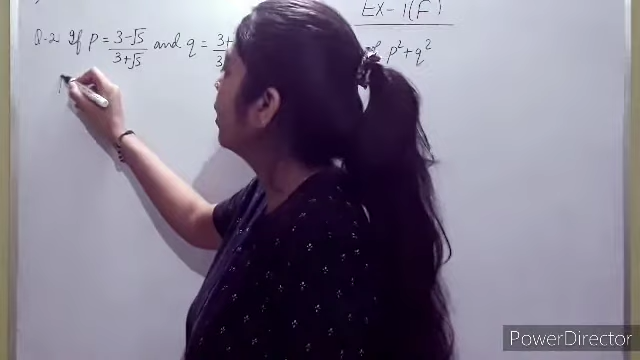 Ex-1(F)
Q-2 If p = 3-√5/3+√5 and q = 3+ p² + q²
PowerDirector